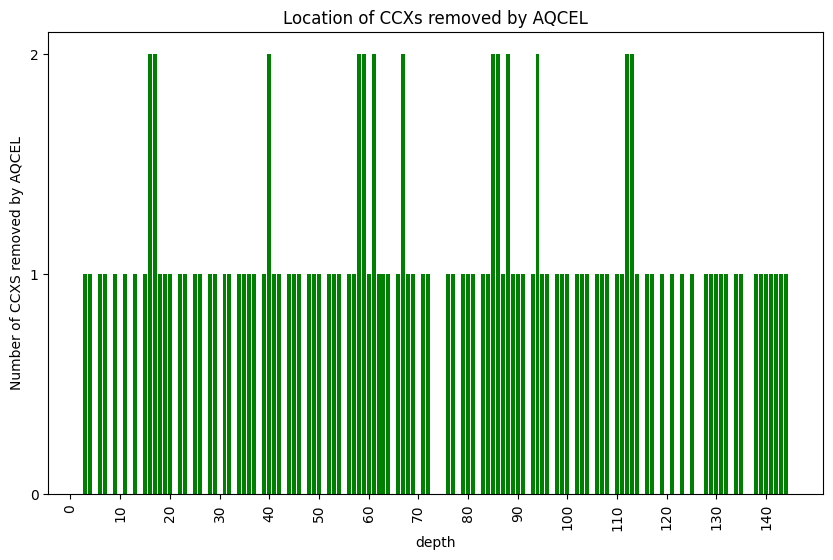 Location of CCXs removed by AQCEL
Number of CCXS removed by AQCEL
2
1
0
0 10 20 30 40 50 60 70 80 90 100 110 120 130 140
depth